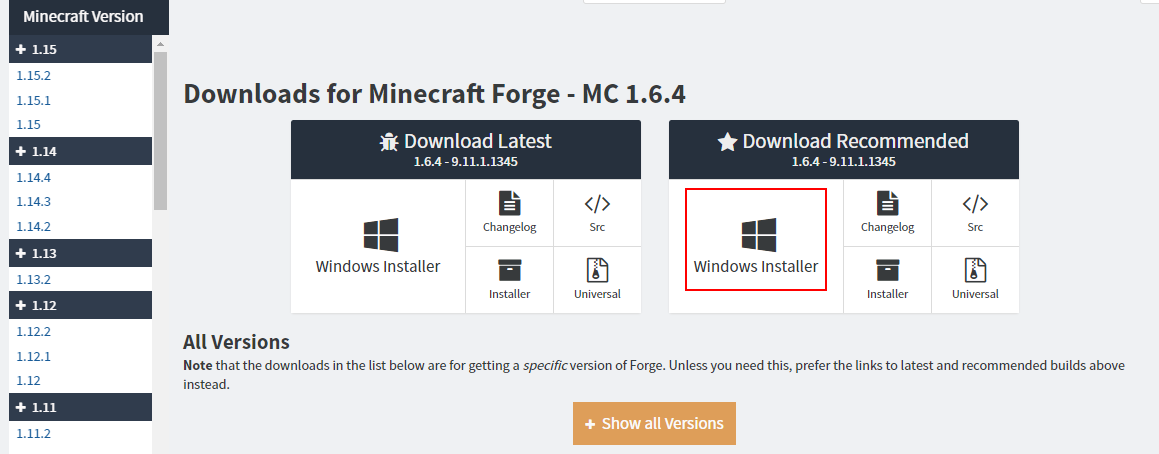 Minecraft Version
+ 1.15
1.15.2
1.15.1
1.15
+ 1.14
1.14.4
1.14.3
1.14.2
+ 1.13
1.13.2
+ 1.12
1.12.2
1.12.1
1.12
+ 1.11
1.11.2
Downloads for Minecraft Forge - MC 1.6.4
Download Latest
1.6.4 - 9.11.1.1345
Windows Installer
Changelog
Src
Installer
Universal
Download Recommended
1.6.4 - 9.11.1.1345
Windows Installer
Changelog
Src
Installer
Universal
All Versions
Note that the downloads in the list below are for getting a specific version of Forge. Unless you need this, prefer the links to latest and recommended builds above
instead.
+ Show all Versions